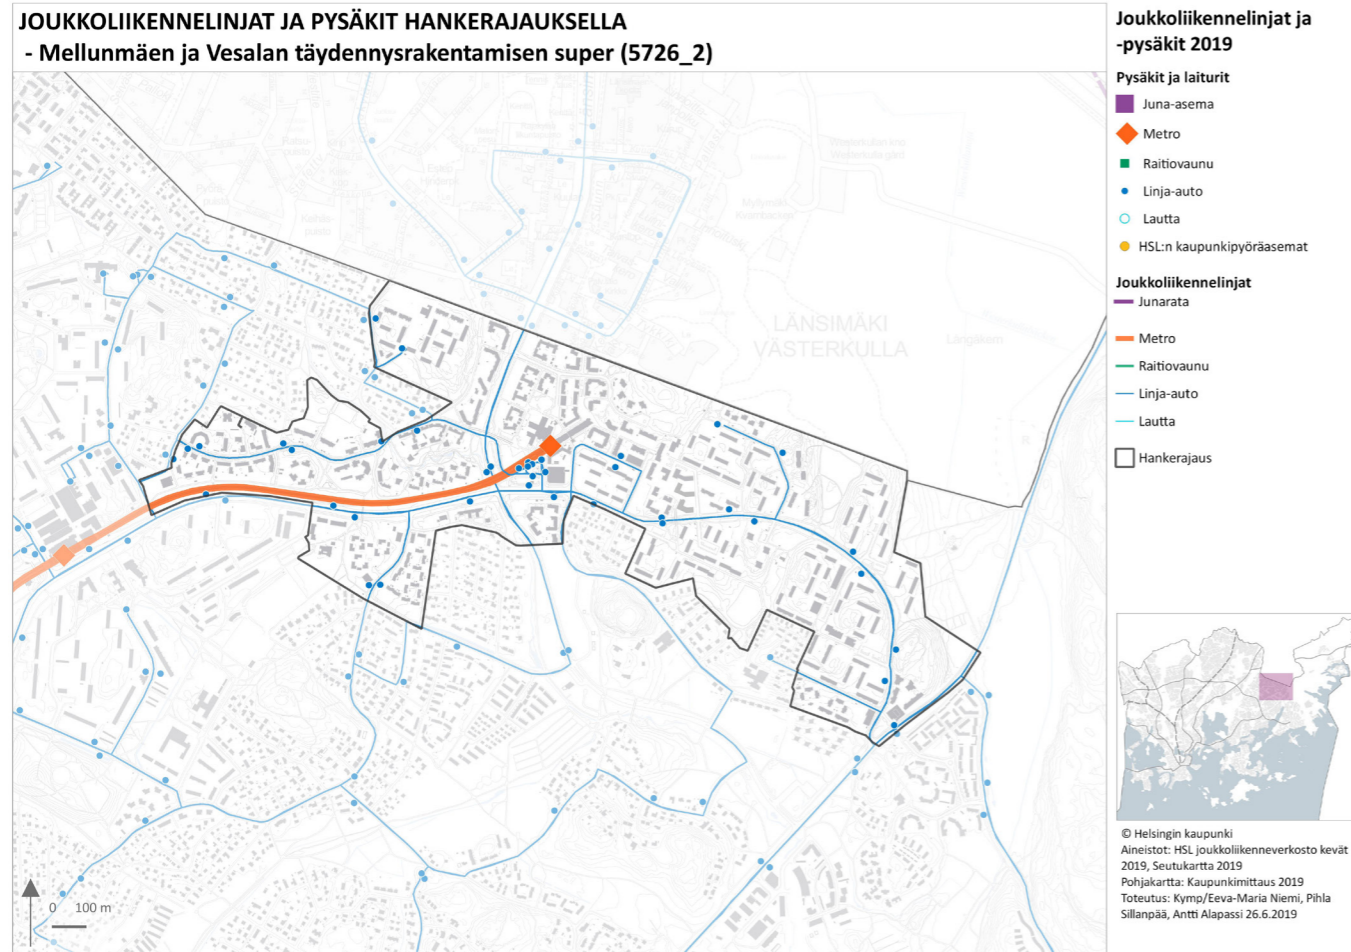 JOUKKOLIIKENNELINJAT JA PYSÄKIT HANKERAJAUKSELLA
- Mellunmäen ja Vesalan täydennysrakentamisen super (5726_2)
LÄNSIMÄKI
VÄSTERKULLA
0 100 m
Joukkoliikennelinjat ja
-pysäkit 2019
Pysäkit ja laiturit
Juna-asema
Metro
Raitiovaunu
Linja-auto
Lautta
HSL:n kaupunkipyöräasemat
Joukkoliikennelinjat
Junarata
Metro
Raitiovaunu
Linja-auto
Lautta
Hankerajaus
© Helsingin kaupunki
Aineistot: HSL joukkoliikenneverkosto kevät
2019, Seutukartta 2019
Pohjakartta: Kaupunkimittaus 2019
Toteutus: Kymp/Eeva-Maria Niemi, Pihla
Sillanpää, Antti Alapassi 26.6.2019